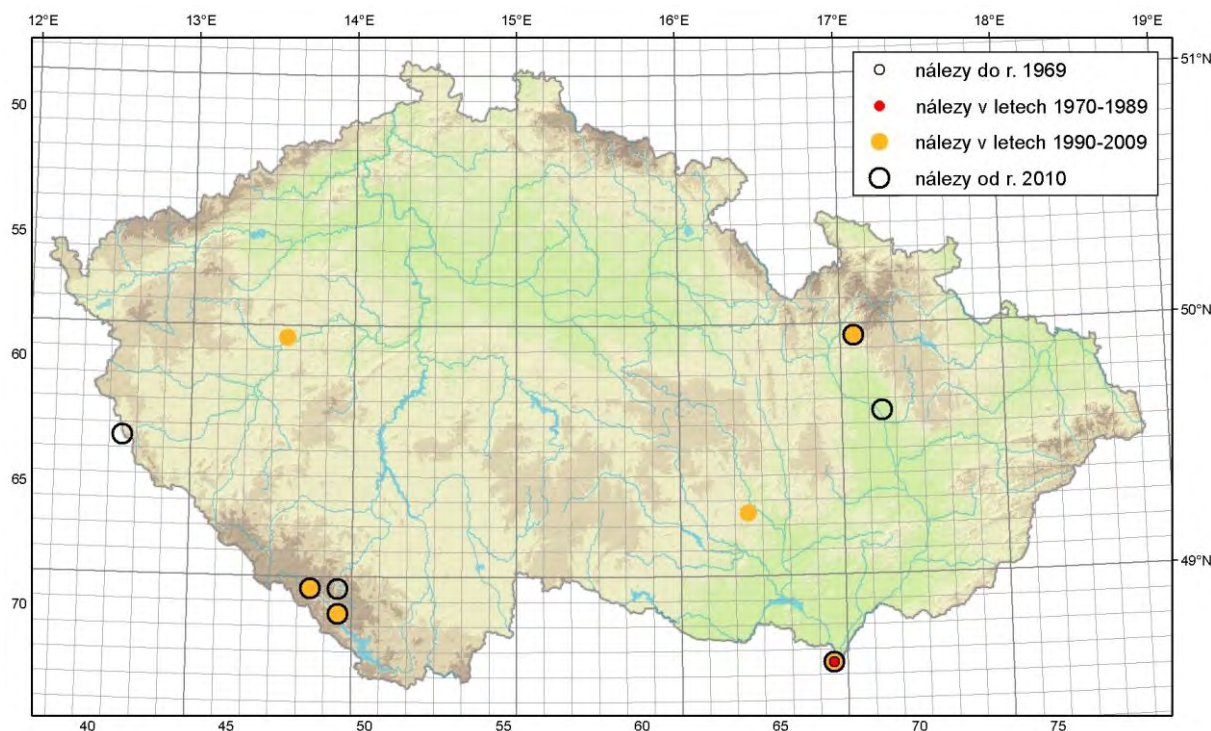 12°E 13°E 14°E 15°E 16°E 17°E 18°E 19°E
nálezy do r. 1969
nálezy v letech 1970-1989
nálezy v letech 1990-2009
nálezy od r. 2010
51°N
50°N
49°N
50
55
60
65
70
40 45 50 55 60 65 70 75